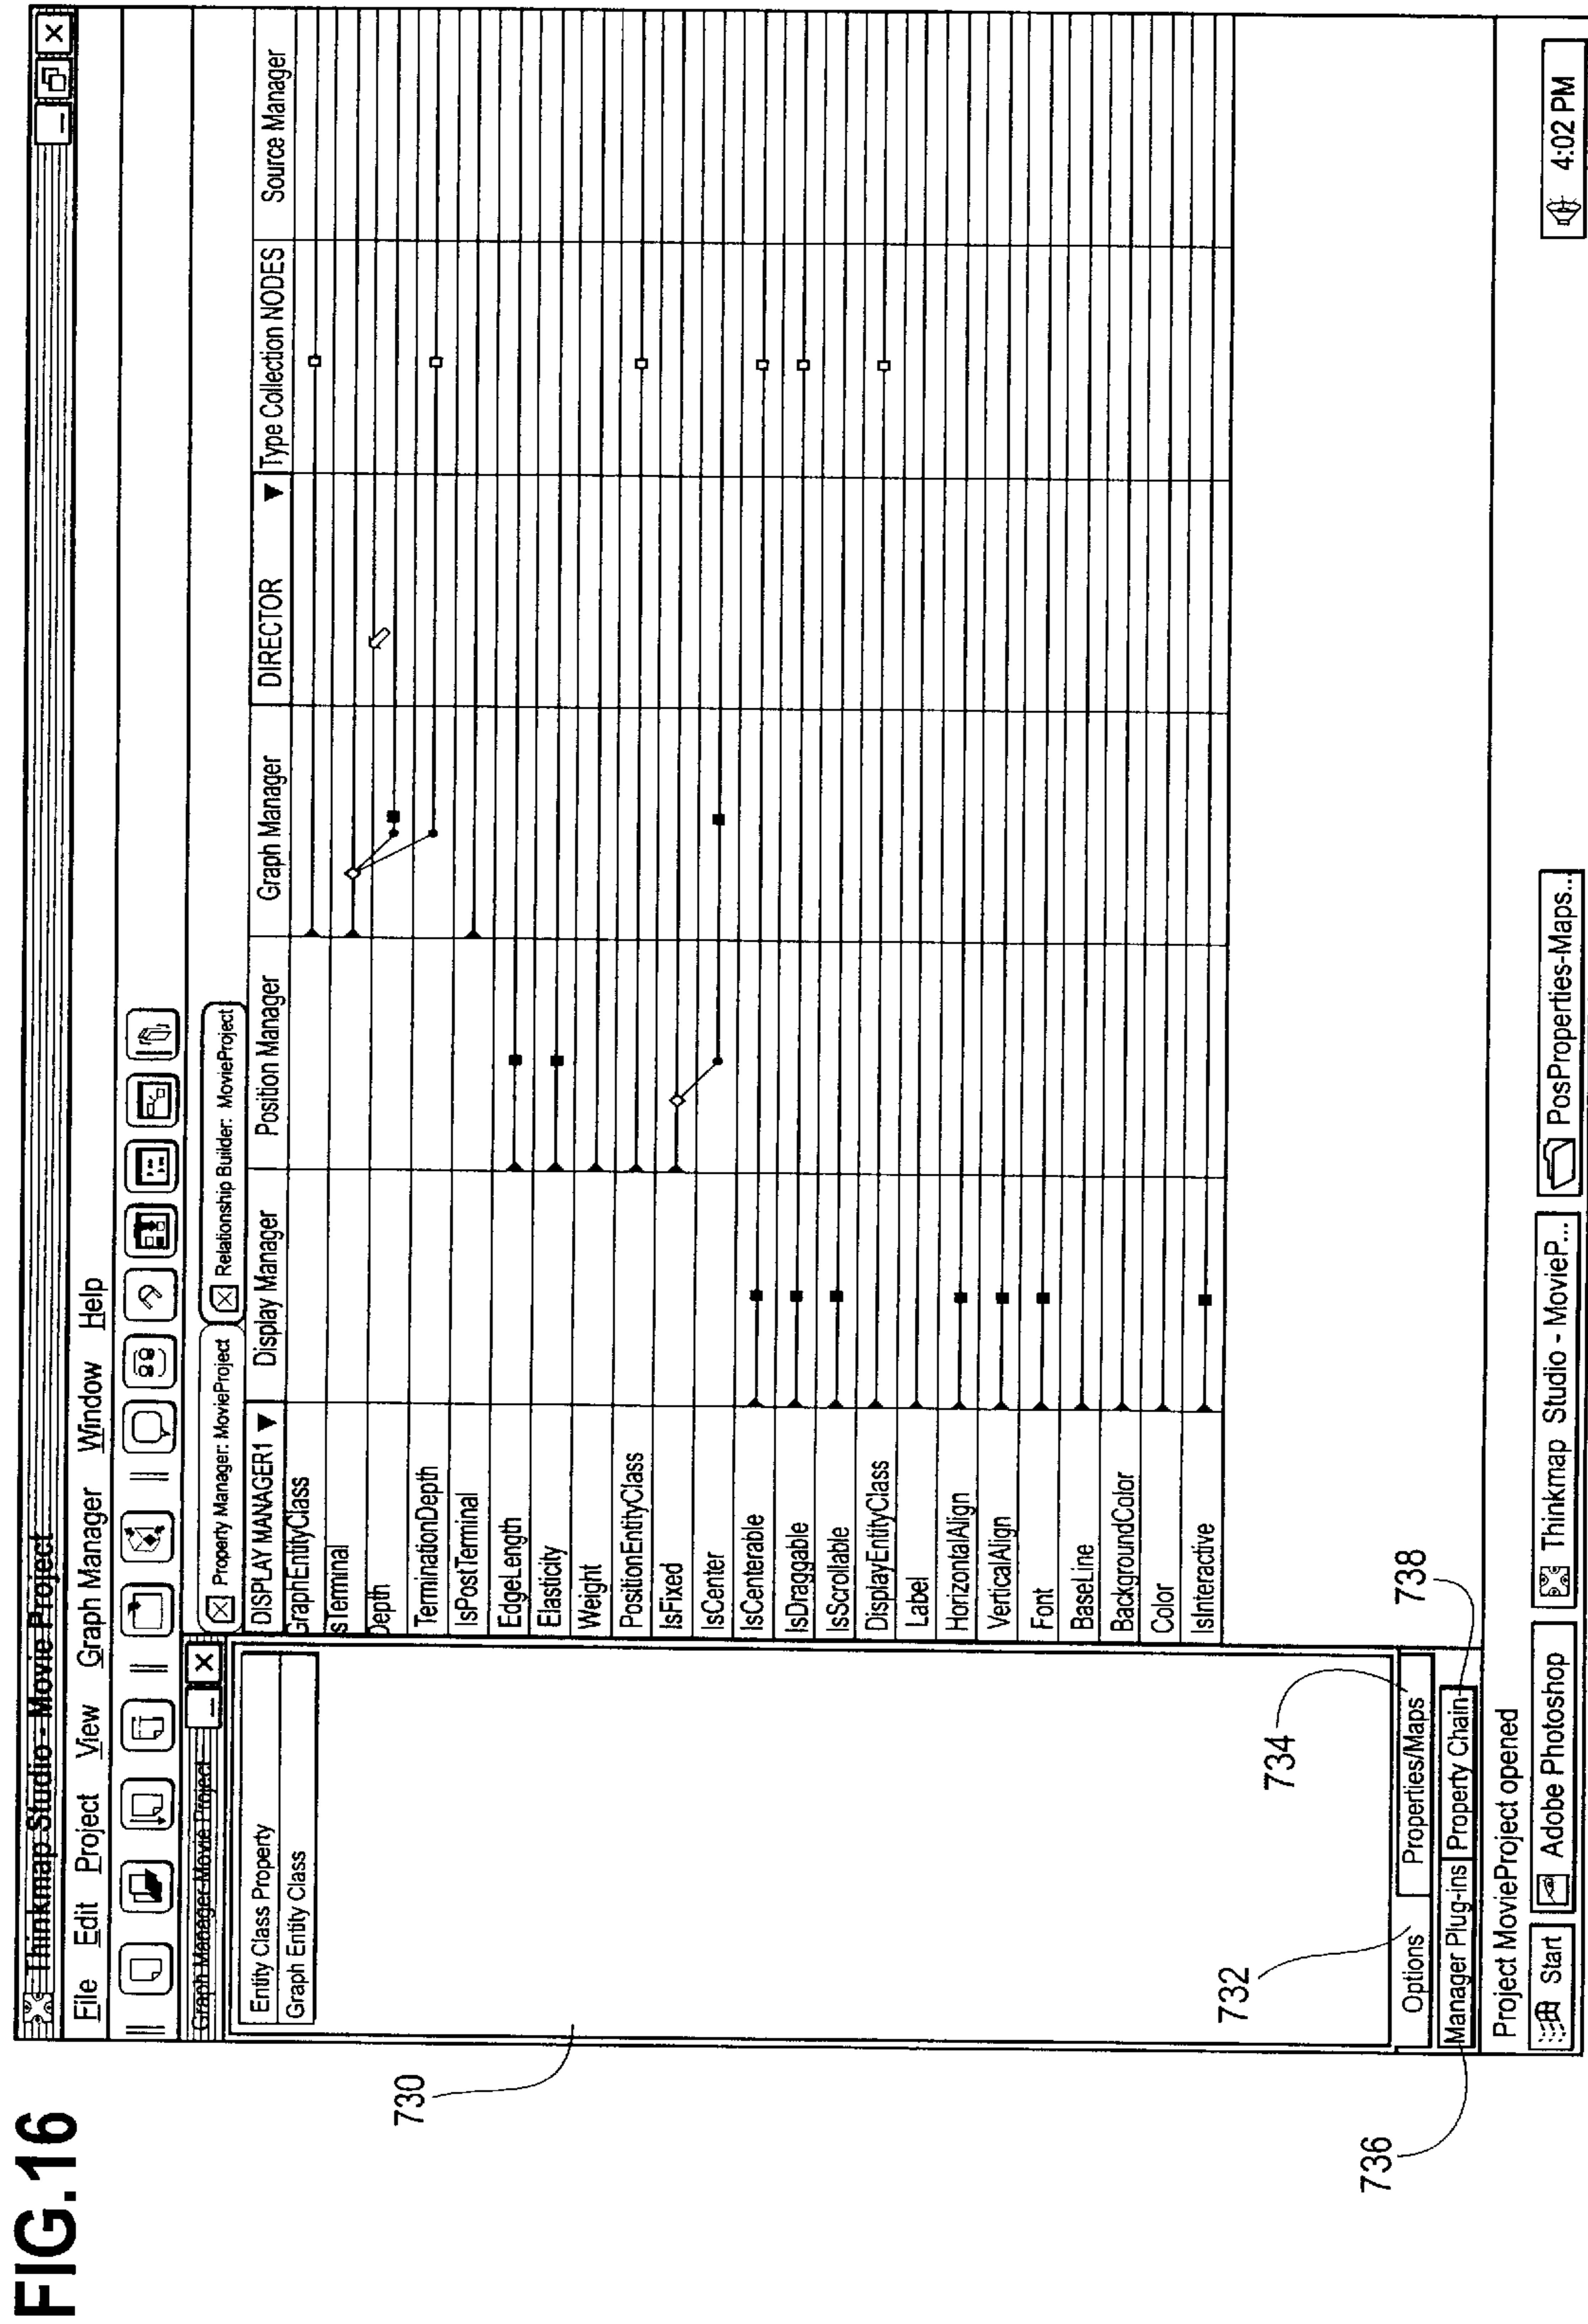 FIG.16
Thinkmap Studio - Movie Project
File Edit Project View Graph Manager Window Help
Graph Manager-Movie Project
Property Manager: MovieProject
Relationship Builder: MovieProject
Entity Class Property
Graph Entity Class
DISPLAY MANAGER1 Display Manager Position Manager Graph Manager DIRECTOR Type Collection NODES Source Manager
GraphEntityClass
sTerminal
Depth
TerminationDepth
IsPostTerminal
EdgeLength
Elasticity
Weight
PositionEntityClass
IsFixed
IsCenter
IsCenterable
IsDraggable
IsScrollable
DisplayEntityClass
Label
HorizontalAlign
VerticalAlign
Font
BaseLine
BackgroundColor
Color
IsInteractive
730
732
734
736
738
Options Properties/Maps
Manager Plug-ins Property Chain
Project MovieProject opened
Start Adobe Photoshop Thinkmap Studio - MovieP... PosProperties-Maps... 4:02 PM